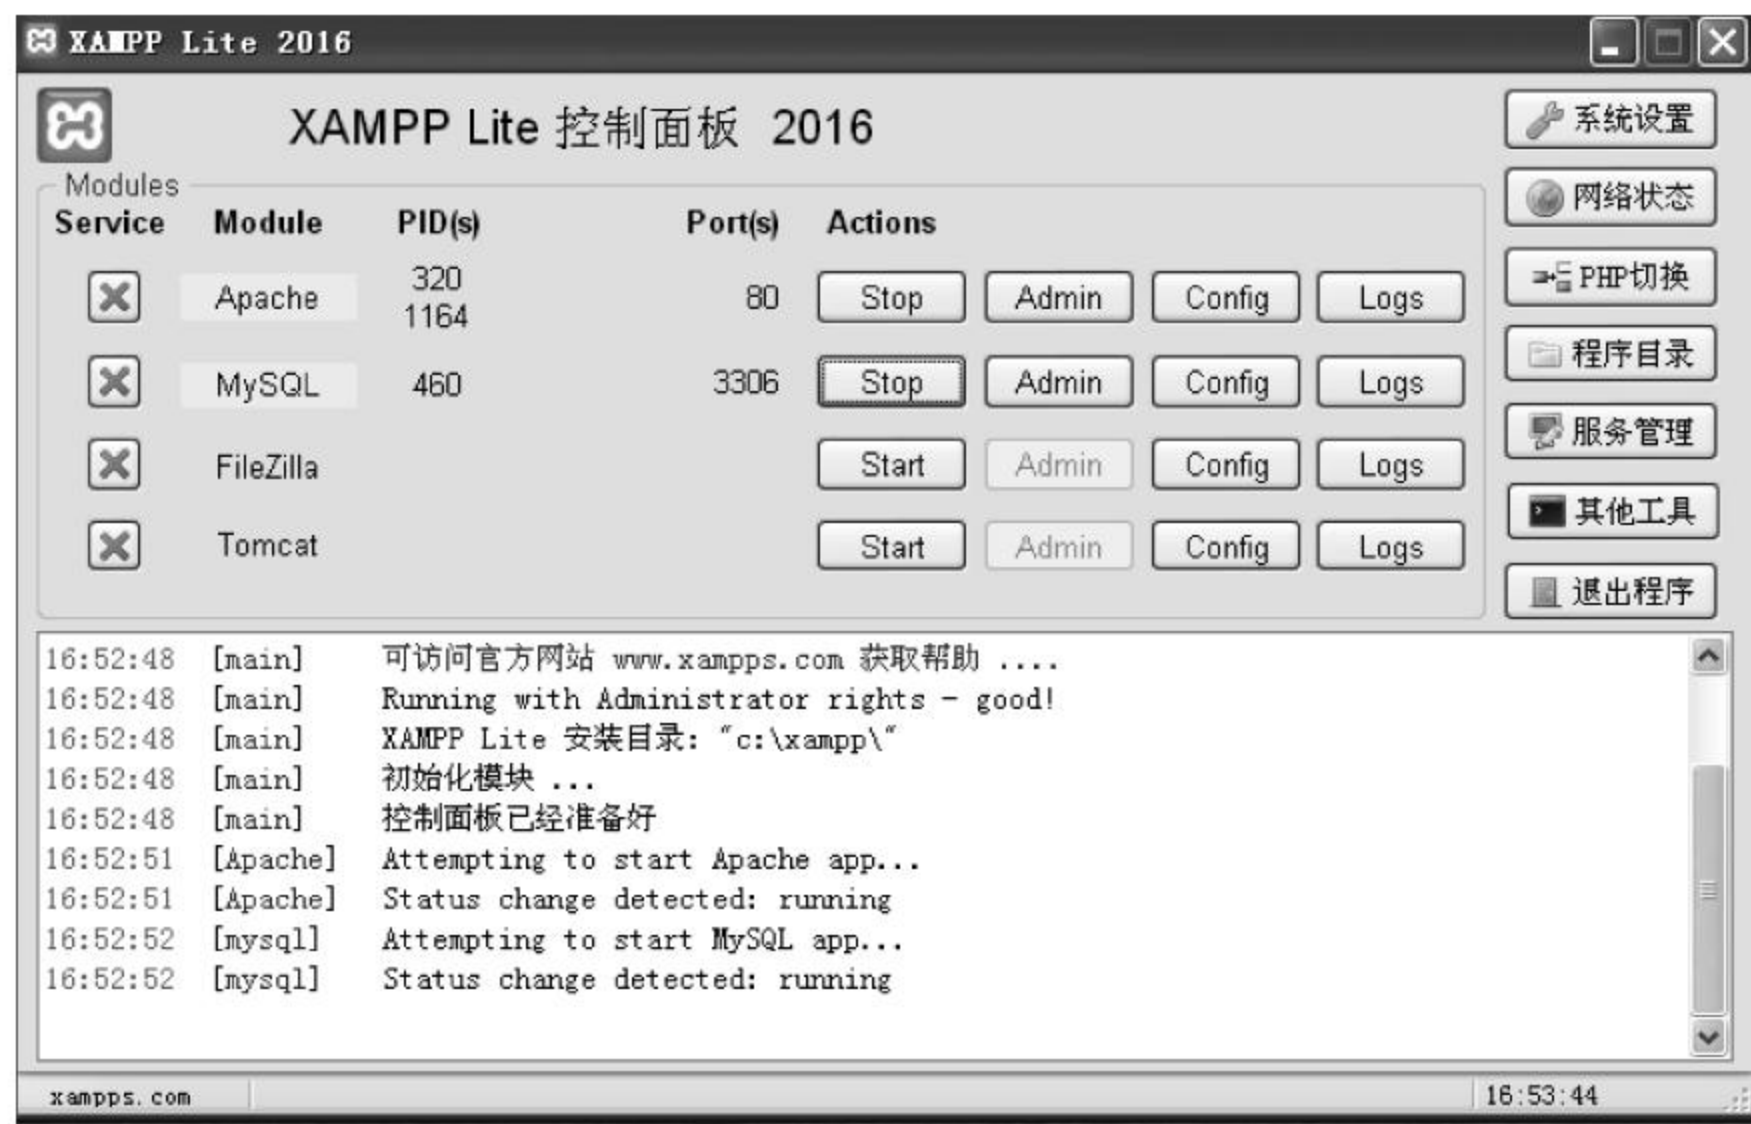 XAMPP Lite 2016
XAMPP Lite 控制面板 2016
系统设置
Modules
网络状态
Service Module PID(s) Port(s) Actions
PHP切换
Apache 320 1164 80 Stop Admin Config Logs
程序目录
MySQL 460 3306 Stop Admin Config Logs
服务管理
FileZilla Start Admin Config Logs
其他工具
Tomcat Start Admin Config Logs
退出程序
16:52:48 [main] 可访问官方网站 www.xampps.com 获取帮助 ....
16:52:48 [main] Running with Administrator rights - good!
16:52:48 [main] XAMPP Lite 安装目录: "c:\xampp\"
16:52:48 [main] 初始化模块 ...
16:52:48 [main] 控制面板已经准备好
16:52:51 [Apache] Attempting to start Apache app...
16:52:51 [Apache] Status change detected: running
16:52:52 [mysql] Attempting to start MySQL app...
16:52:52 [mysql] Status change detected: running
xampps.com 16:53:44